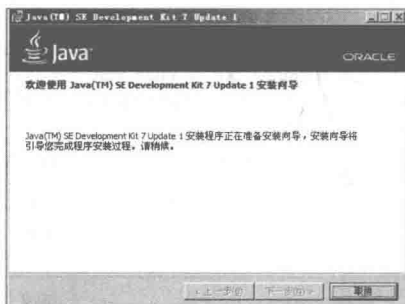 Java(TM) SE Development Kit 7 Update 1
Java
ORACLE
欢迎使用 Java(TM) SE Development Kit 7 Update 1 安装向导
Java(TM) SE Development Kit 7 Update 1 安装程序正在准备安装向导，安装向导将
引导您完成程序安装过程。请稍候。
< 上一步(B)
下一步(N) >
取消